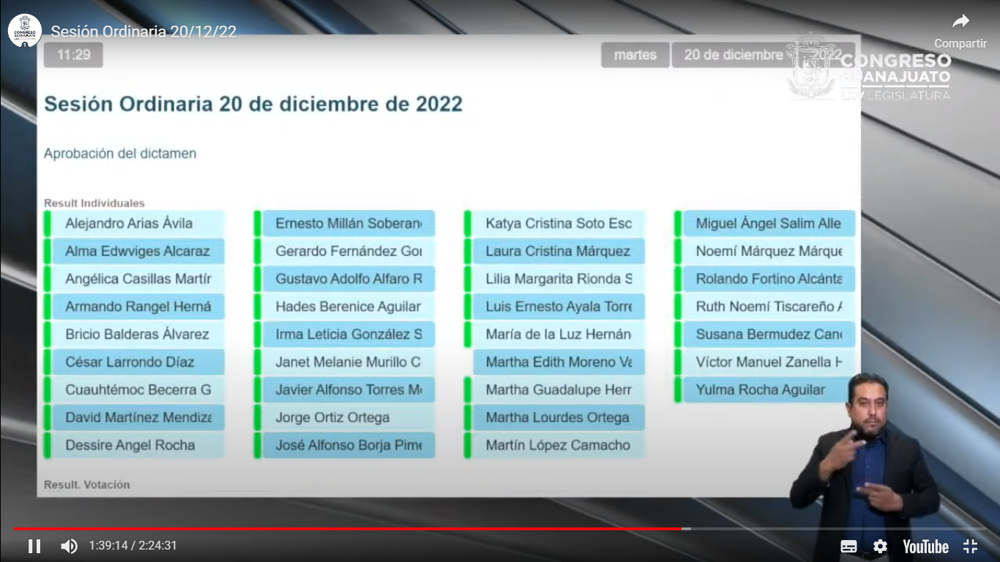 Sesión Ordinaria 20/12/22
Compartir
CONGRESO
GUANAJUATO
LXV LEGISLATURA
11:29
martes
20 de diciembre
2022
Sesión Ordinaria 20 de diciembre de 2022
Aprobación del dictamen
Result Individuales
Alejandro Arias Ávila
Alma Edwviges Alcaraz
Angélica Casillas Martír
Armando Rangel Herná
Bricio Balderas Álvarez
César Larrondo Díaz
Cuauhtémoc Becerra G
David Martínez Mendiza
Dessire Angel Rocha
Ernesto Millán Soberan
Gerardo Fernández Gor
Gustavo Adolfo Alfaro R
Hades Berenice Aguilar
Irma Leticia González S
Janet Melanie Murillo C
Javier Alfonso Torres M
Jorge Ortiz Ortega
José Alfonso Borja Pime
Katya Cristina Soto Esc
Laura Cristina Márquez
Lilia Margarita Rionda S
Luis Ernesto Ayala Torre
María de la Luz Hernán
Martha Edith Moreno Va
Martha Guadalupe Herr
Martha Lourdes Ortega
Martín López Camacho
Miguel Ángel Salim Alle
Noemí Márquez Márque
Rolando Fortino Alcánta
Ruth Noemí Tiscareño A
Susana Bermudez Can
Víctor Manuel Zanella H
Yulma Rocha Aguilar
Result. Votación
1:39:14 / 2:24:31
YouTube